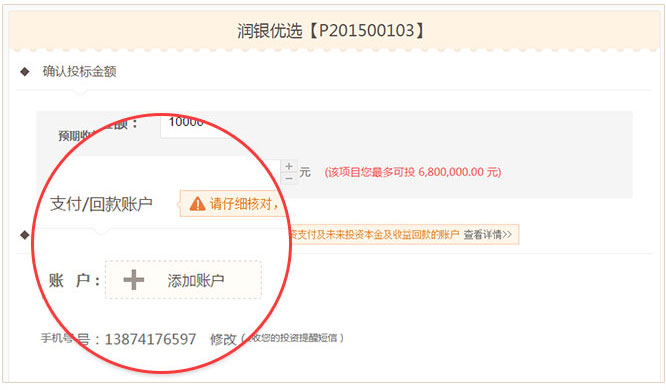 润银优选【P201500103】
确认投标金额
预期收 金额： 10000
元 (该项目您最多可投 6,800,000.00 元)
支付/回款账户 请仔细核对， 资支付及未来投资本金及收益回款的账户 查看详情>>
账 户： 添加账户
手机号号：13874176597 修改 ( 收您的投资提醒短信 )